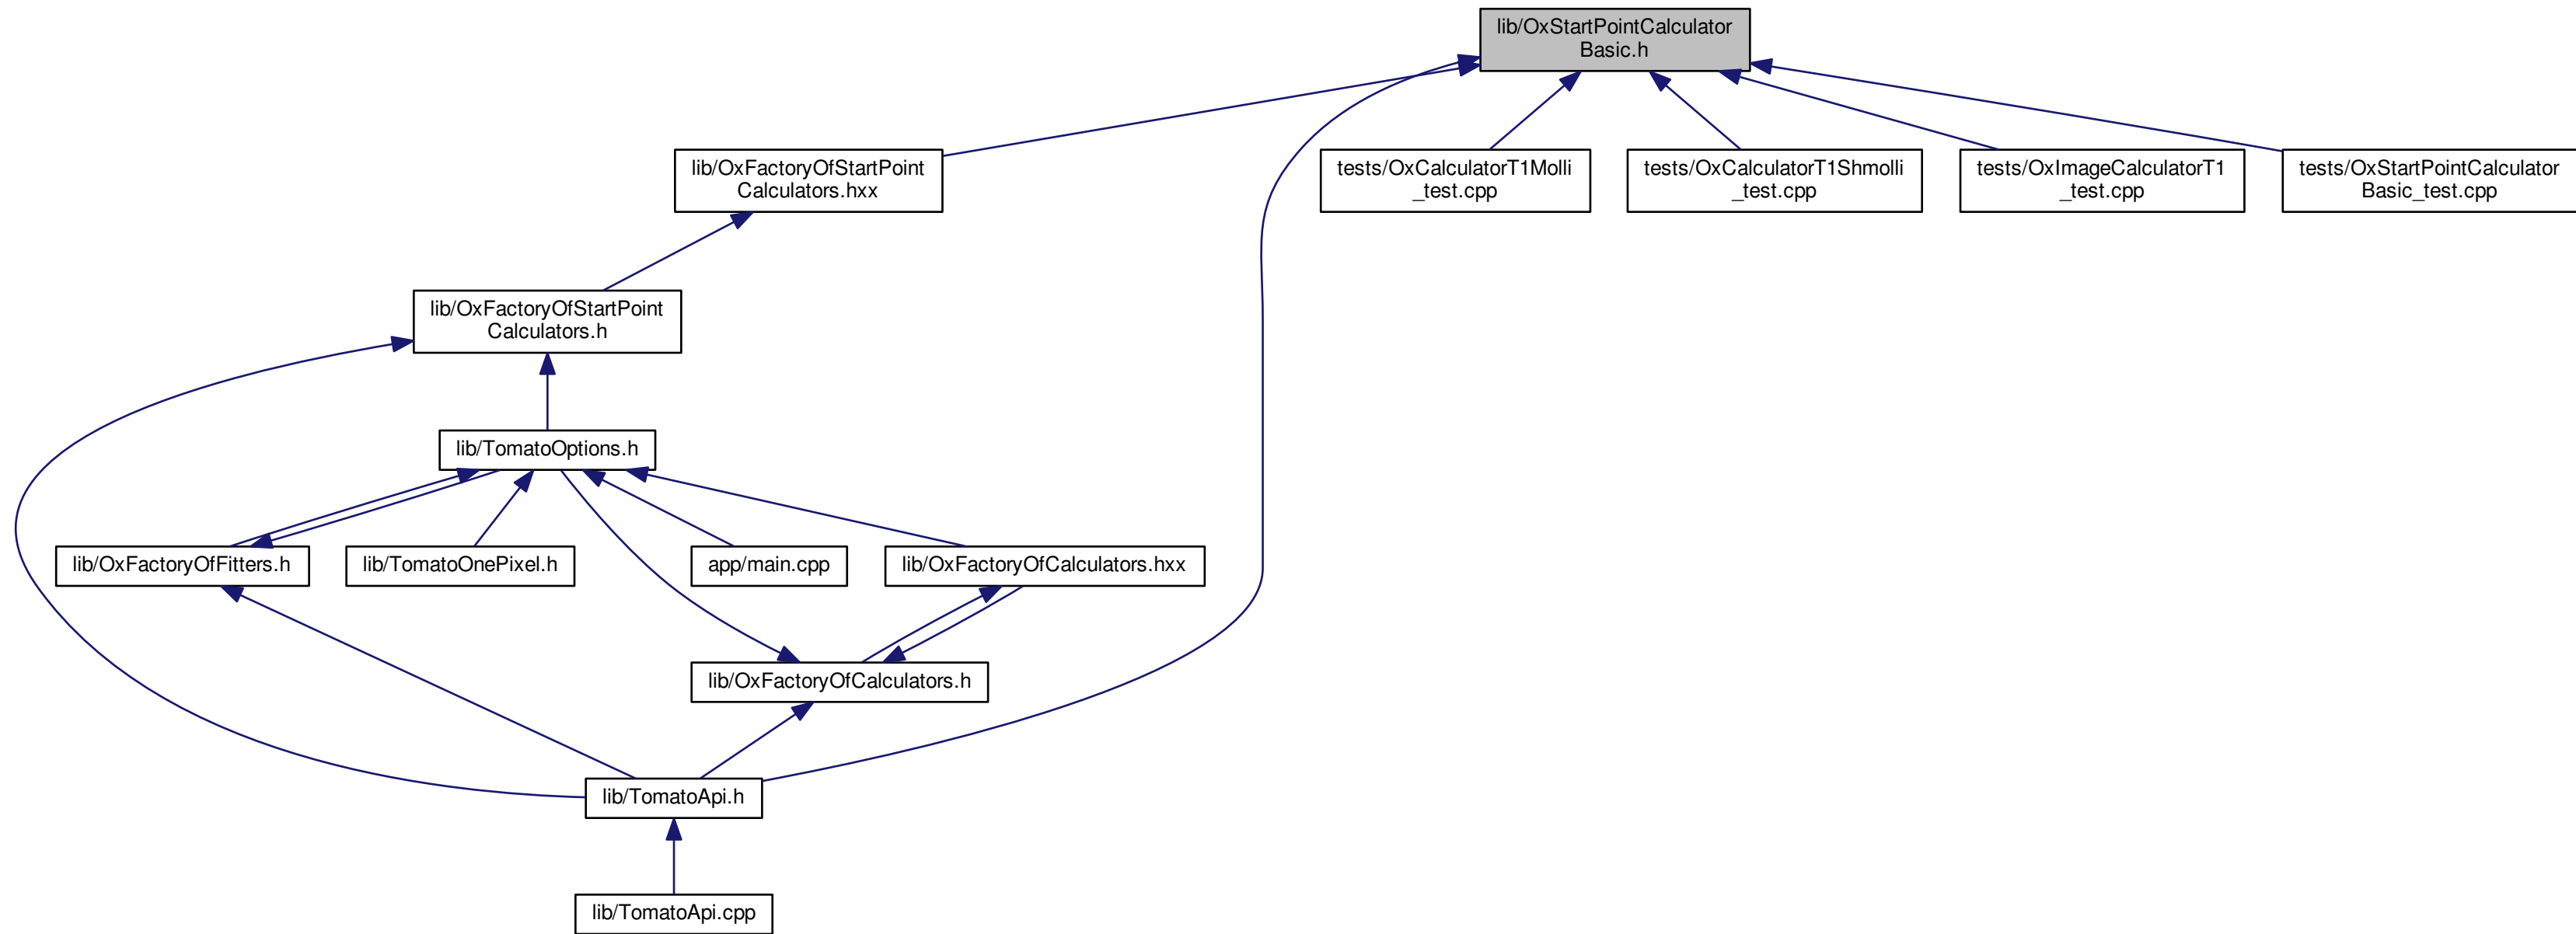 lib/OxStartPointCalculator
Basic.h
lib/OxFactoryOfStartPoint
Calculators.hxx
tests/OxCalculatorT1Molli
_test.cpp
tests/OxCalculatorT1Shmolli
_test.cpp
tests/OxImageCalculatorT1
_test.cpp
tests/OxStartPointCalculator
Basic_test.cpp
lib/OxFactoryOfStartPoint
Calculators.h
lib/TomatoOptions.h
lib/OxFactoryOfFitters.h
lib/TomatoOnePixel.h
app/main.cpp
lib/OxFactoryOfCalculators.hxx
lib/OxFactoryOfCalculators.h
lib/TomatoApi.h
lib/TomatoApi.cpp